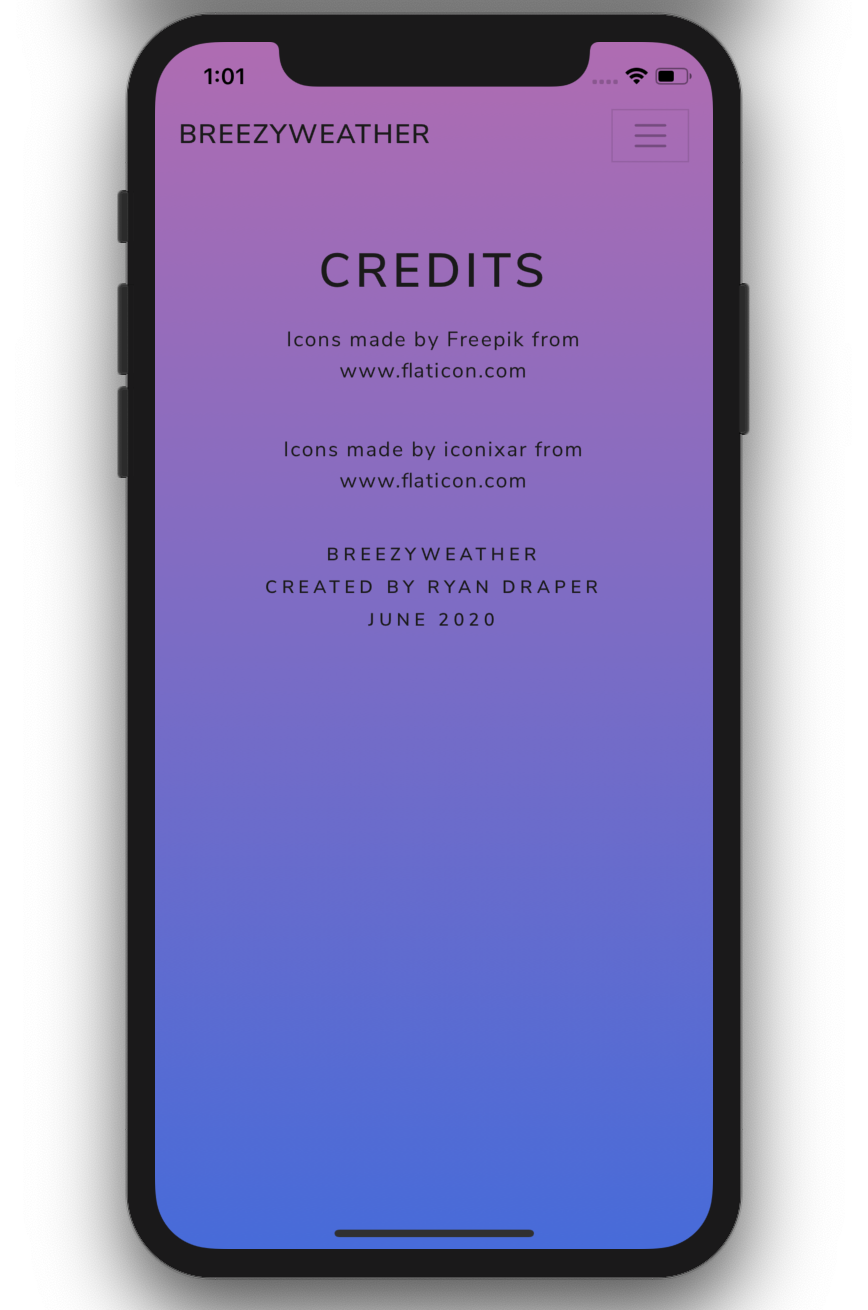 1:01
BREEZYWEATHER
CREDITS
Icons made by Freepik from
www.flaticon.com
Icons made by iconixar from
www.flaticon.com
BREEZYWEATHER
CREATED BY RYAN DRAPER
JUNE 2020